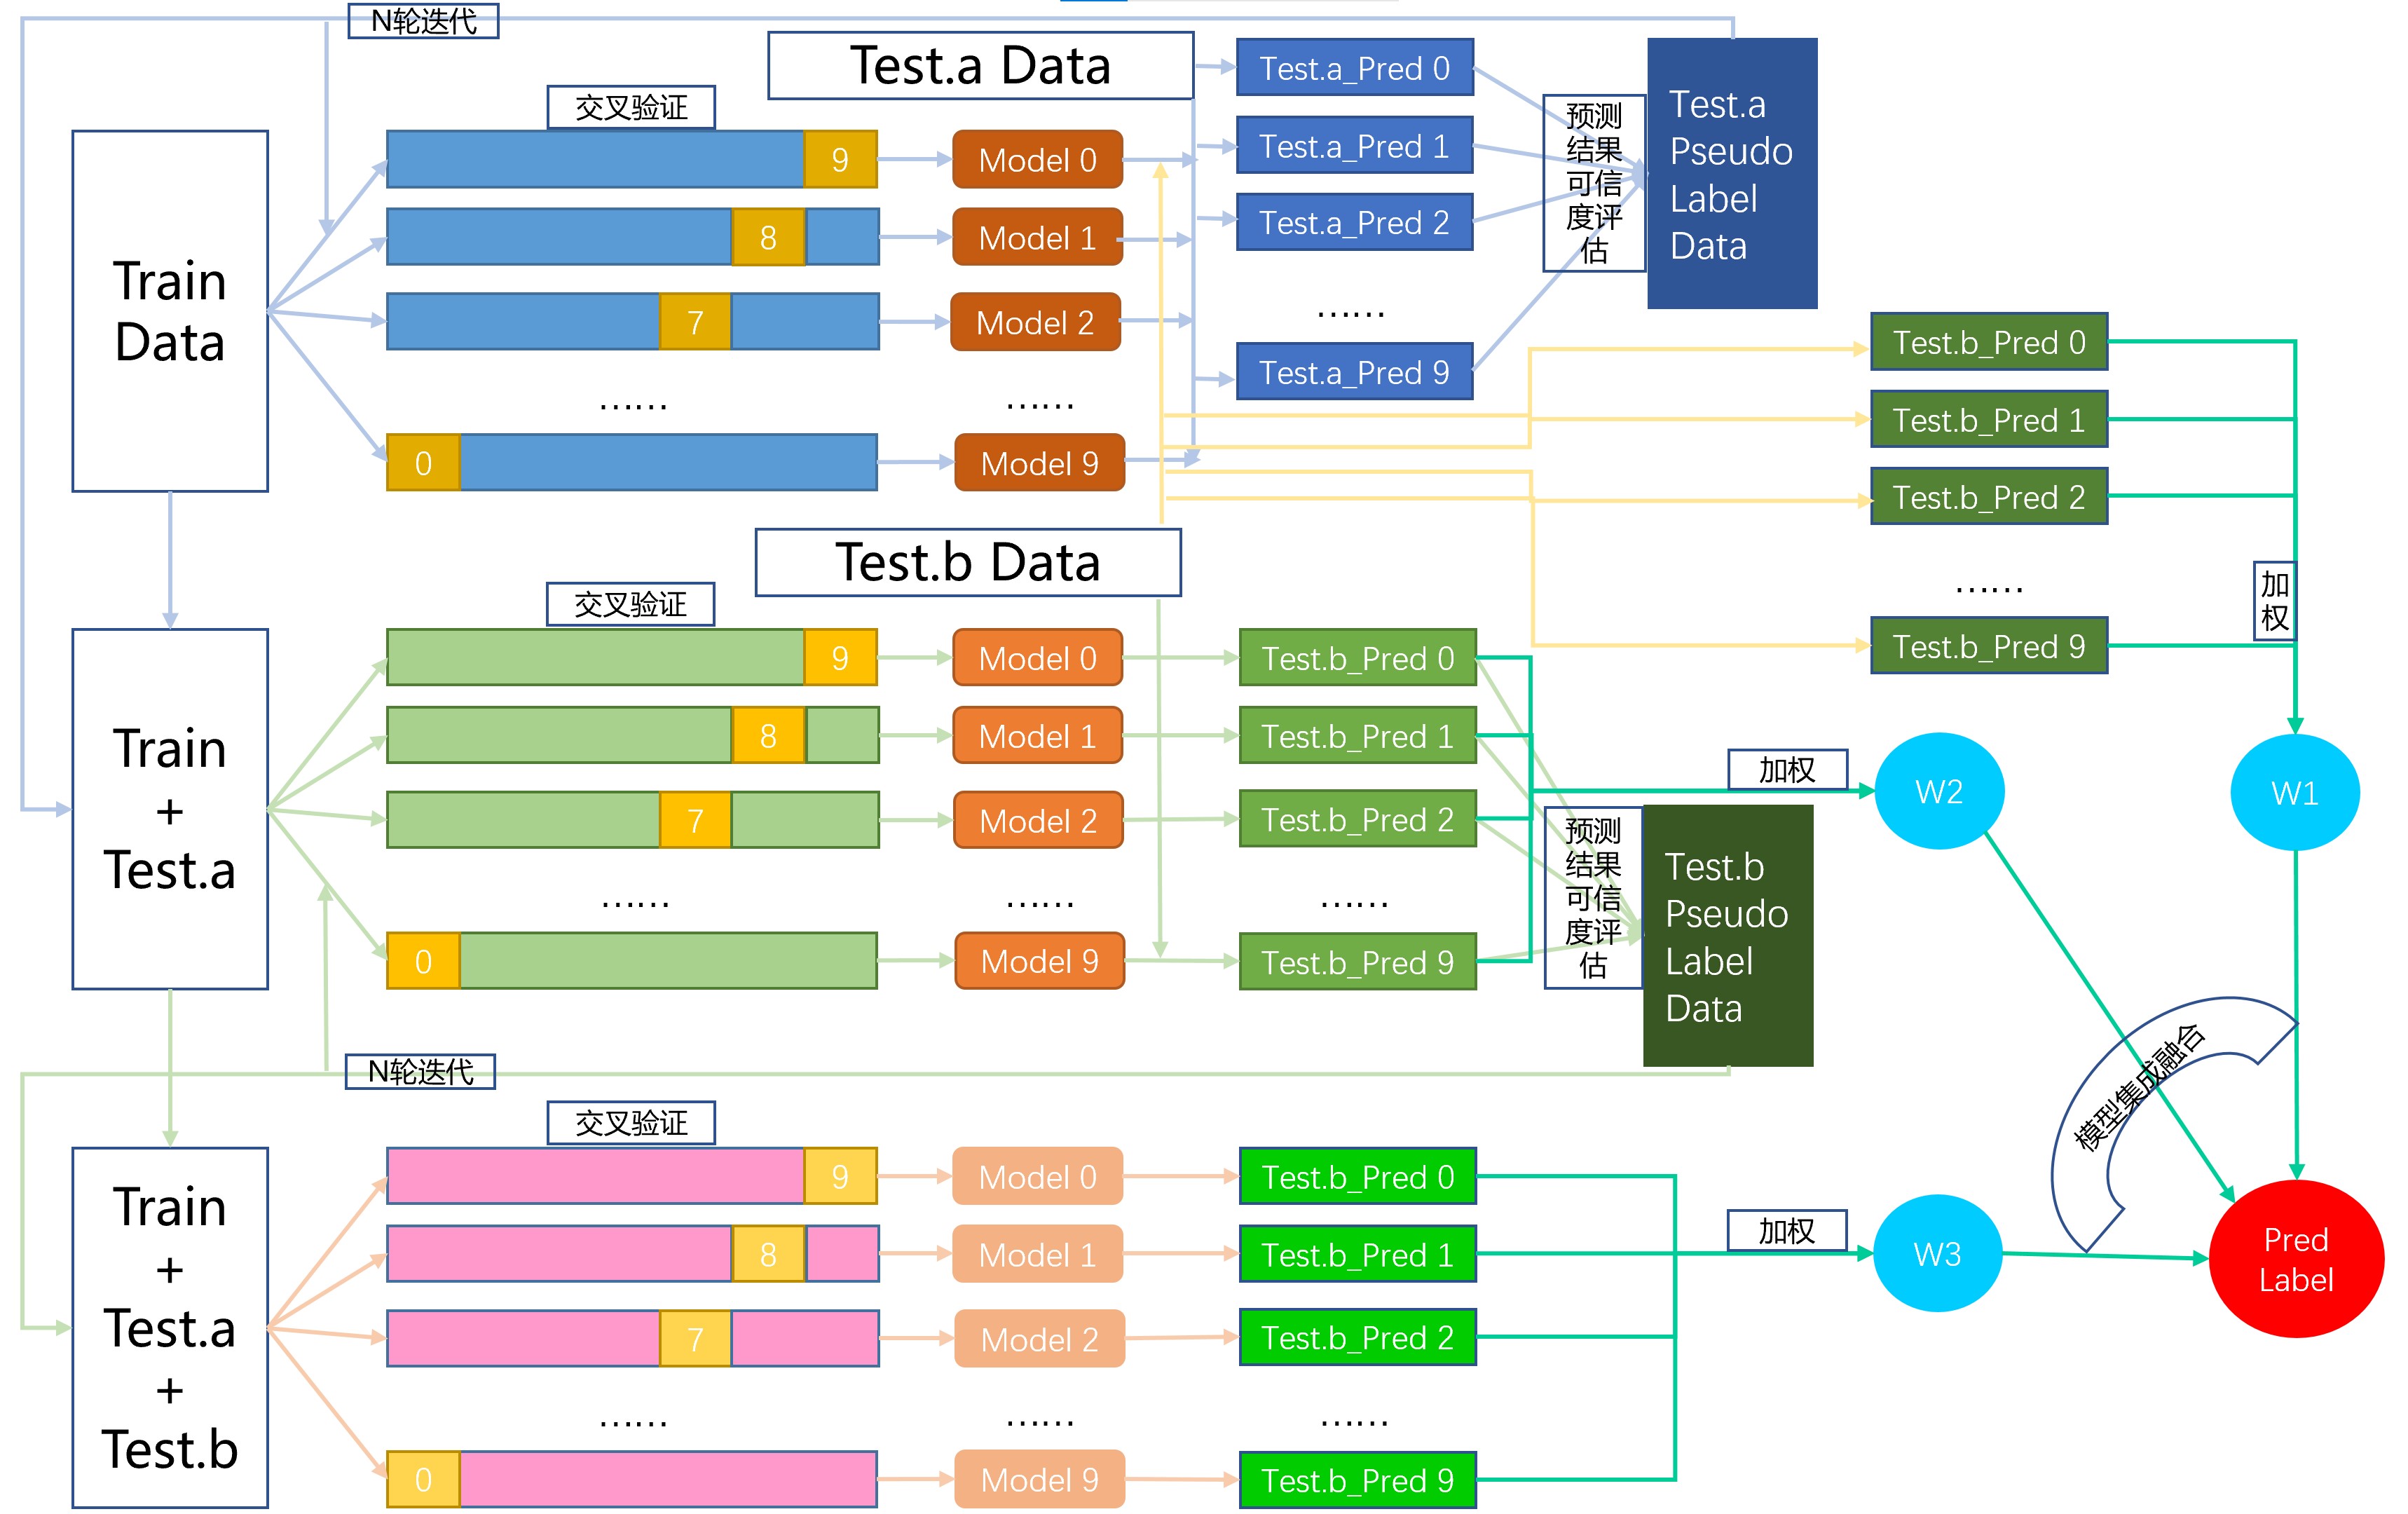 N轮迭代
Test.a Data
交叉验证
Train
Data
9
8
7
……
0
Model 0
Model 1
Model 2
……
Model 9
Test.a_Pred 0
Test.a_Pred 1
Test.a_Pred 2
……
Test.a_Pred 9
预测
结果
可信
度评
估
Test.a
Pseudo
Label
Data
Test.b_Pred 0
Test.b_Pred 1
Test.b_Pred 2
……
Test.b_Pred 9
加
权
W1
Test.b Data
交叉验证
Train
+
Test.a
9
8
7
……
0
Model 0
Model 1
Model 2
……
Model 9
Test.b_Pred 0
Test.b_Pred 1
Test.b_Pred 2
……
Test.b_Pred 9
预测
结果
可信
度评
估
Test.b
Pseudo
Label
Data
加权
W2
N轮迭代
交叉验证
Train
+
Test.a
+
Test.b
9
8
7
……
0
Model 0
Model 1
Model 2
……
Model 9
Test.b_Pred 0
Test.b_Pred 1
Test.b_Pred 2
……
Test.b_Pred 9
加权
W3
模型集成融合
Pred
Label